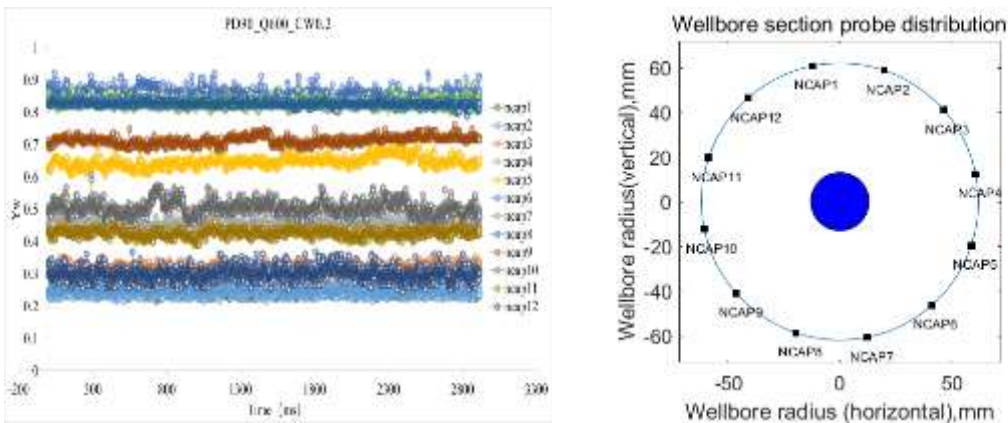 PD90_Q600_CW0.2
1
0.9
0.8
0.7
0.6
0.5
0.4
0.3
0.2
0.1
0
Yw
-200 300 800 1300 1800 2300 2800 3300
time (ms)
ncap1
ncap2
ncap3
ncap4
ncap5
ncap6
ncap7
ncap8
ncap9
ncap10
ncap11
ncap12
Wellbore section probe distribution
Wellbore radius(vertical),mm
60
40
20
0
-20
-40
-60
NCAP1
NCAP2
NCAP12
NCAP3
NCAP11
NCAP4
NCAP10
NCAP5
NCAP9
NCAP6
NCAP8
NCAP7
-50 0 50
Wellbore radius (horizontal),mm